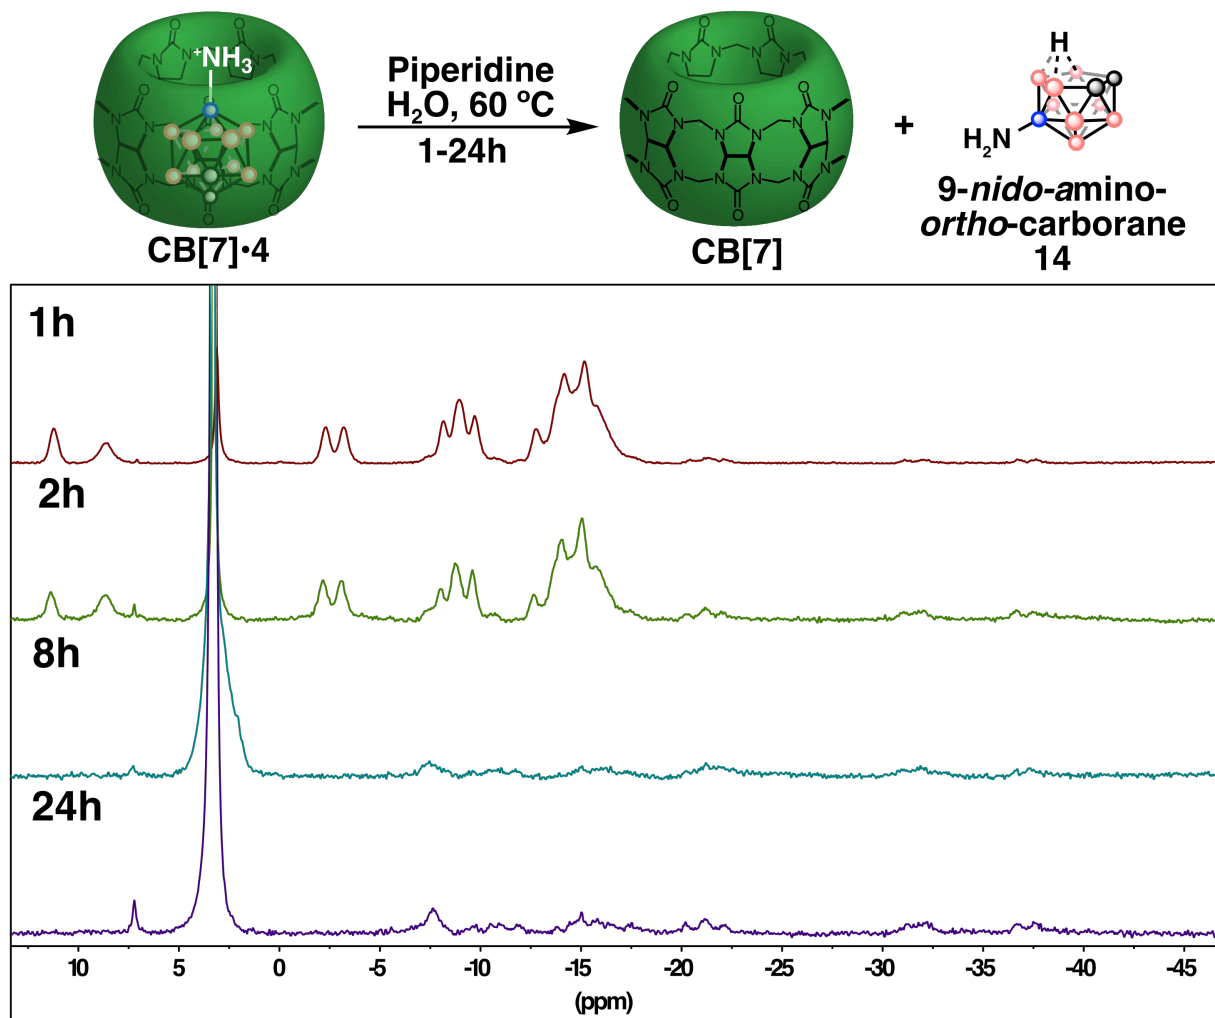 ⁺NH₃
Piperidine
H₂O, 60 ºC
1-24h
+
H
H₂N
CB[7]•4
CB[7]
9-nido-amino-
ortho-carborane
14
1h
2h
8h
24h
10 5 0 -5 -10 -15 -20 -25 -30 -35 -40 -45
(ppm)